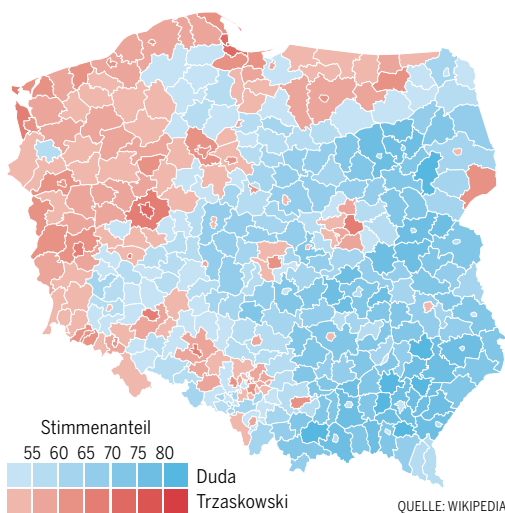 Stimmenanteil
55 60 65 70 75 80
Duda
Trzaskowski
QUELLE: WIKIPEDIA